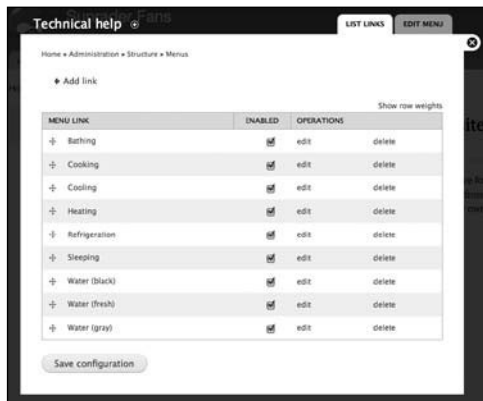 Technical help
LIST LINKS EDIT MENU
Home » Administration » Structure » Menus
+ Add link
Show row weights
MENU LINK ENABLED OPERATIONS
Bathing edit delete
Cooking edit delete
Cooling edit delete
Heating edit delete
Refrigeration edit delete
Sleeping edit delete
Water (black) edit delete
Water (fresh) edit delete
Water (gray) edit delete
Save configuration